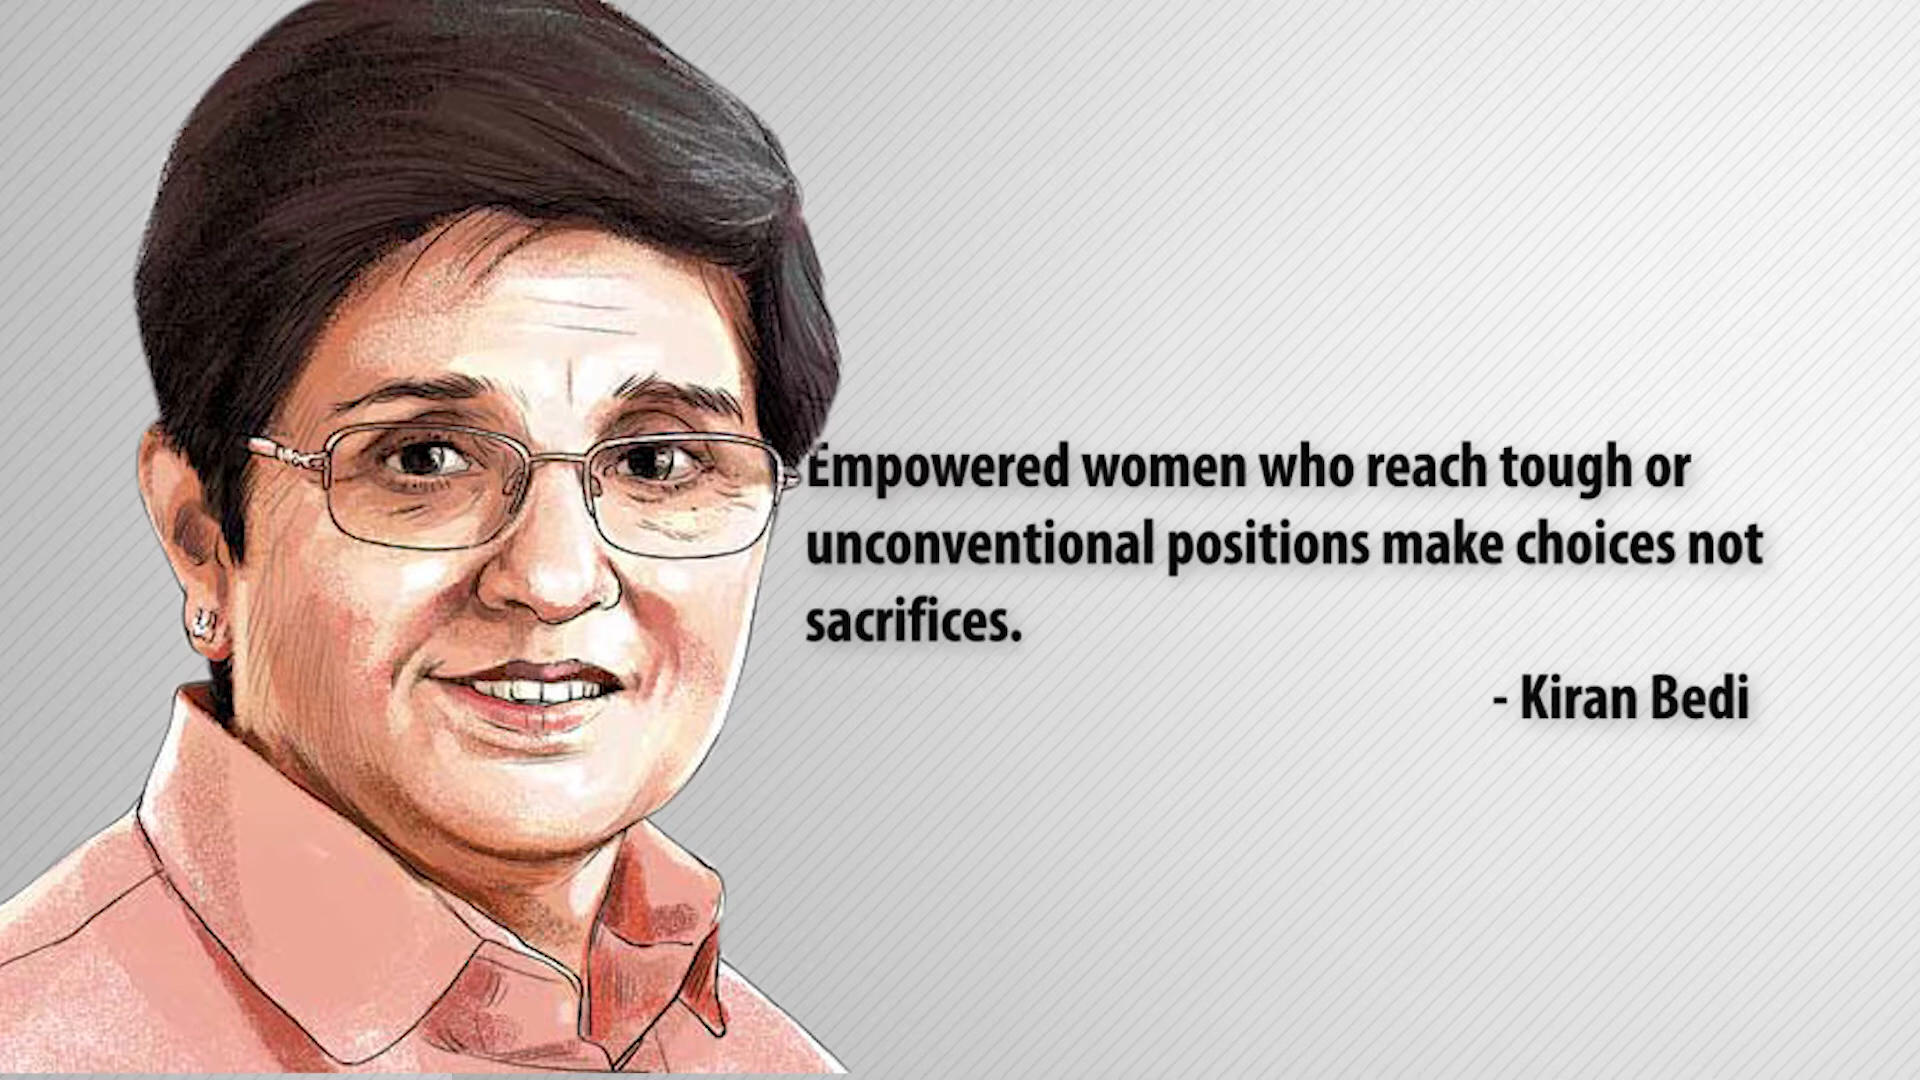 Empowered women who reach tough or
unconventional positions make choices not
sacrifices.
- Kiran Bedi